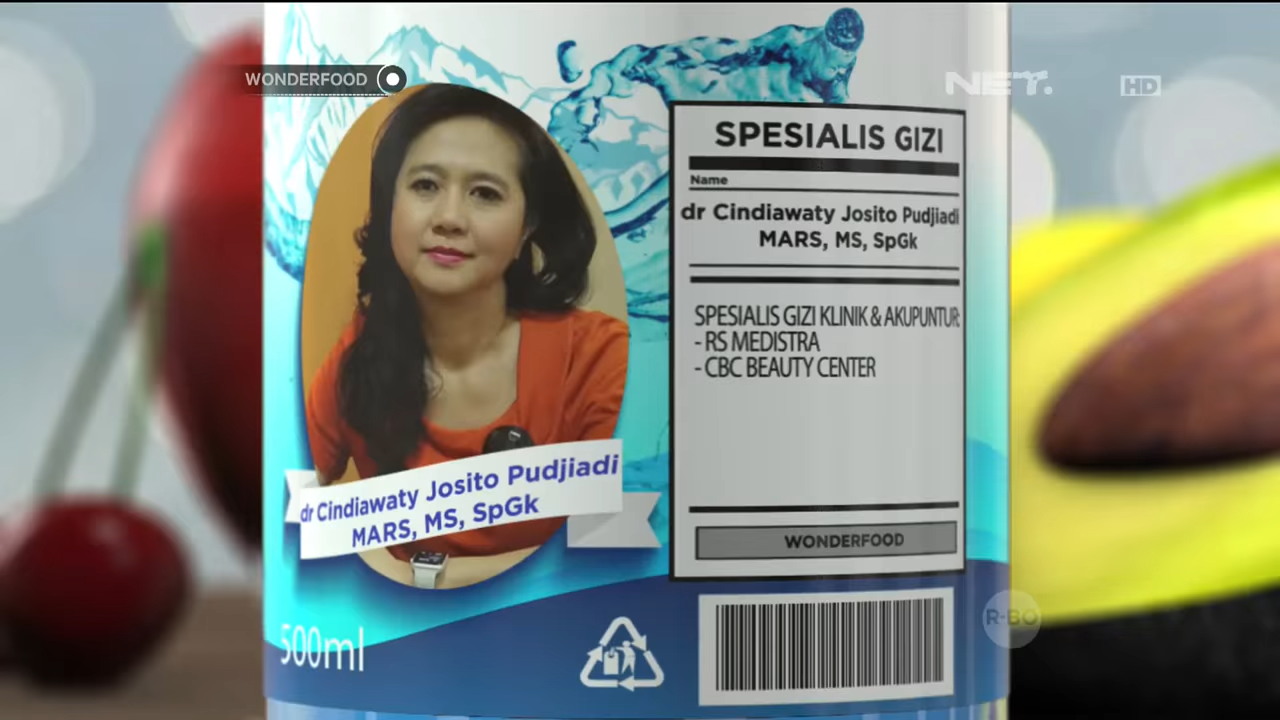 WONDERFOOD
NET.
HD
SPESIALIS GIZI
Name
dr Cindiawaty Josito Pudjiadi
MARS, MS, SpGk
SPESIALIS GIZI KLINIK & AKUPUNTUR:
- RS MEDISTRA
- CBC BEAUTY CENTER
WONDERFOOD
dr Cindiawaty Josito Pudjiadi
MARS, MS, SpGk
500ml
R-BO